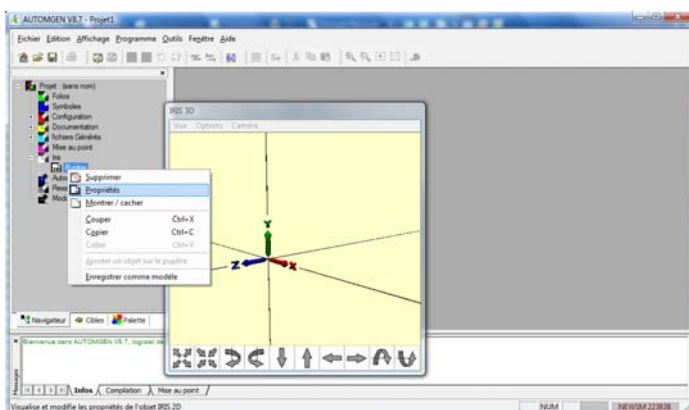 AUTOMGEN V8.7 - Projet1
Fichier Edition Affichage Programme Outils Fenêtre Aide
Projet : (sans nom)
Folios
Symboles
Configuration
Documentation
Fichiers Générés
Mise au point
Iris
IRIS 3D
Vue Options Caméra
Supprimer
Propriétés
Montrer / cacher
Couper Ctrl+X
Copier Ctrl+C
Coller Ctrl+V
Ajouter un objet sur le pupitre
Enregistrer comme modèle
Y
Z
X
Navigateur Cibles Palette
Bienvenue dans AUTOMGEN V8.7, logiciel
Messages
Infos Compilation Mise au point
Visualise et modifie les propriétés de l'objet IRIS 2D
NUM
NEWSM 223838